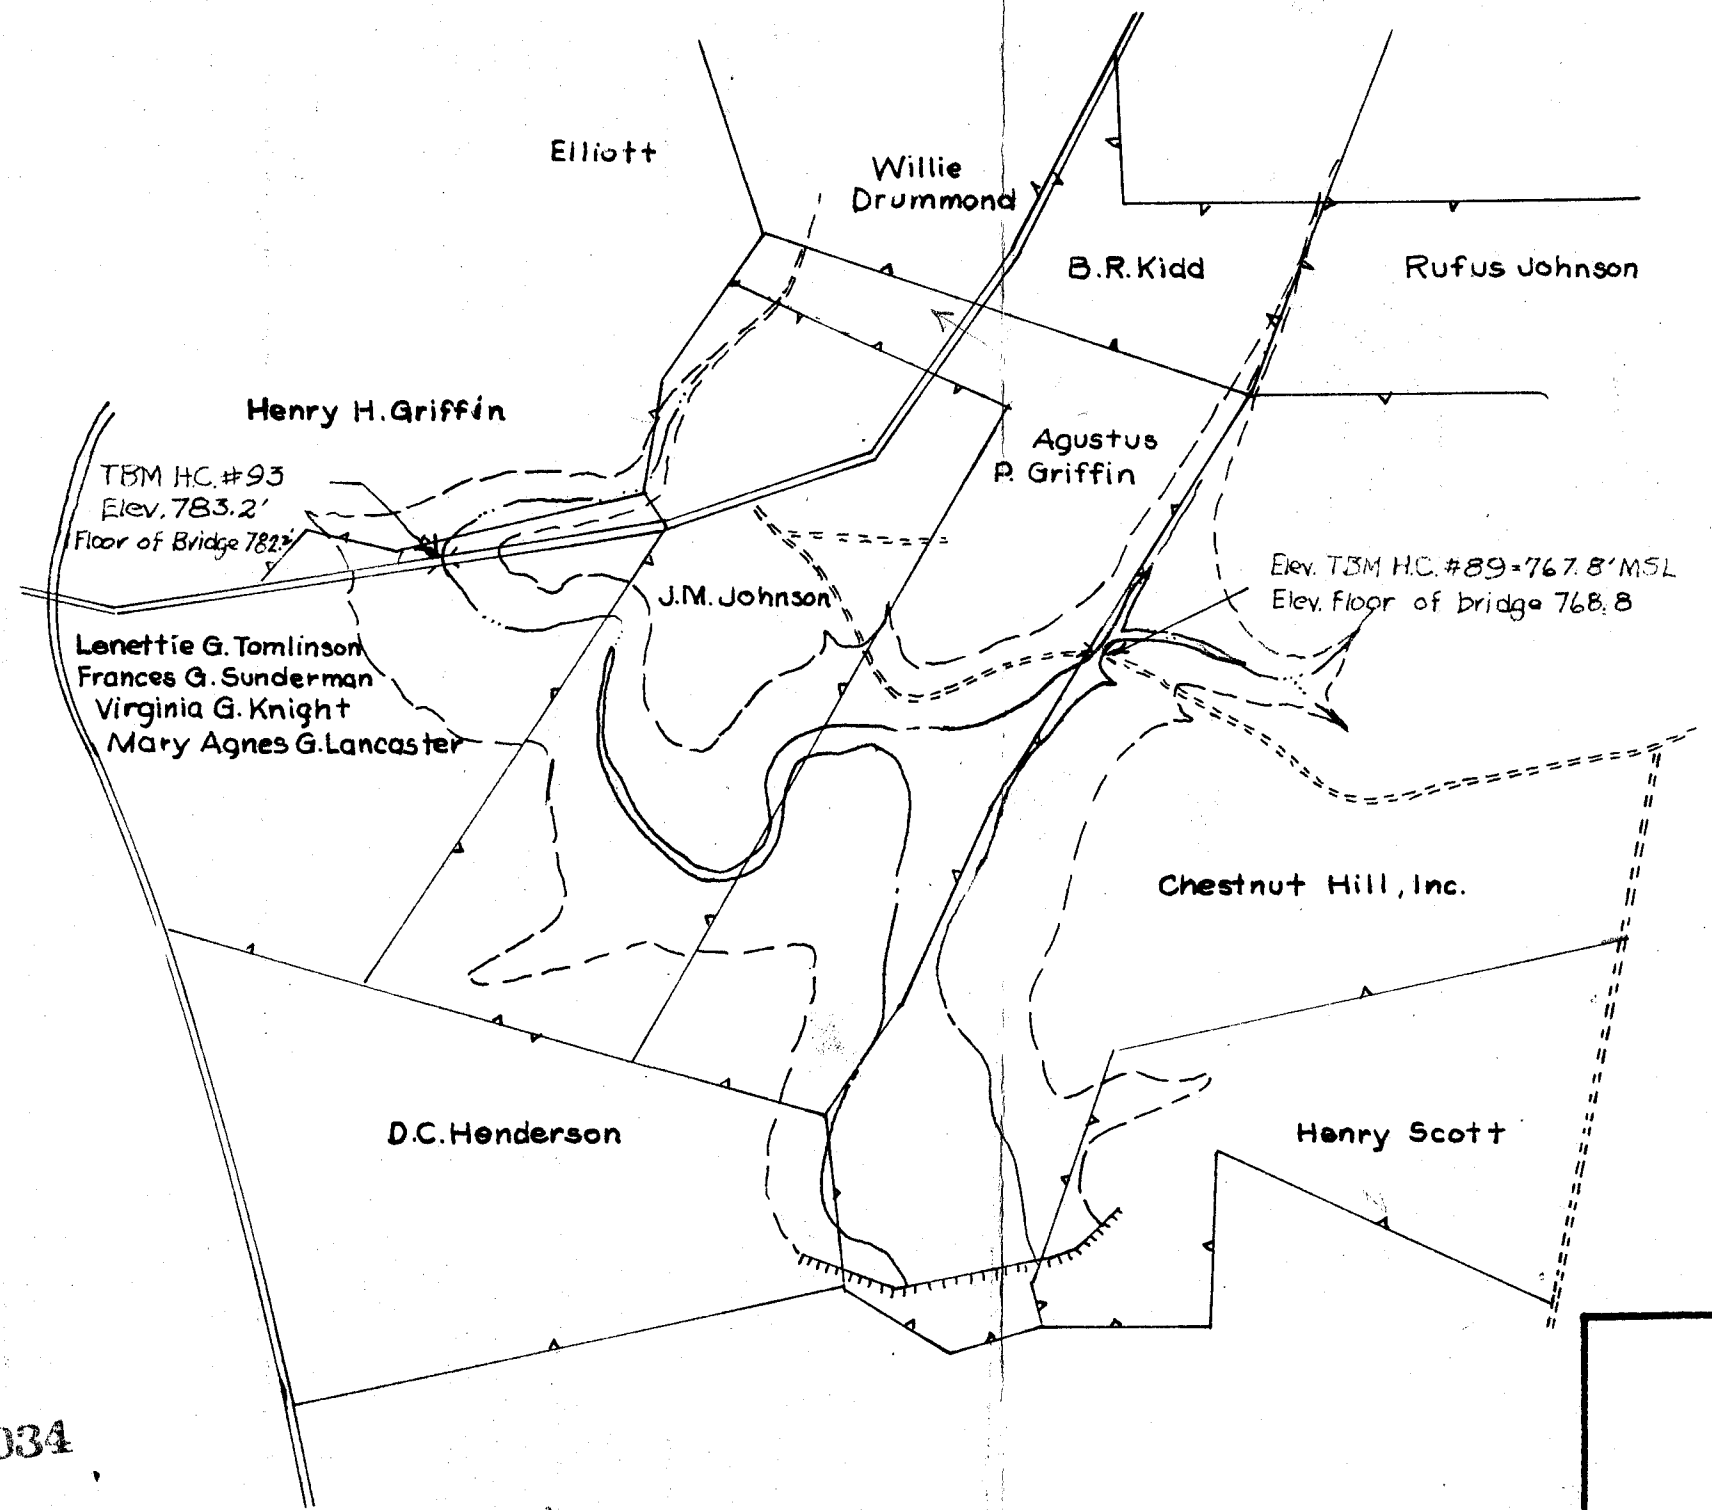 Elliott
Willie
Drummond
B.R. Kidd
Rufus Johnson
Henry H. Griffin
Agustus
P. Griffin
TBM H.C. #93
Elev. 783.2'
Floor of Bridge 782.2'
Elev. TBM H.C. #89=767.8' MSL
Elev. Floor of bridge 768.8
J.M. Johnson
Lenettie G. Tomlinson
Frances G. Sunderman
Virginia G. Knight
Mary Agnes G. Lancaster
Chestnut Hill, Inc.
D.C. Henderson
Henry Scott
034